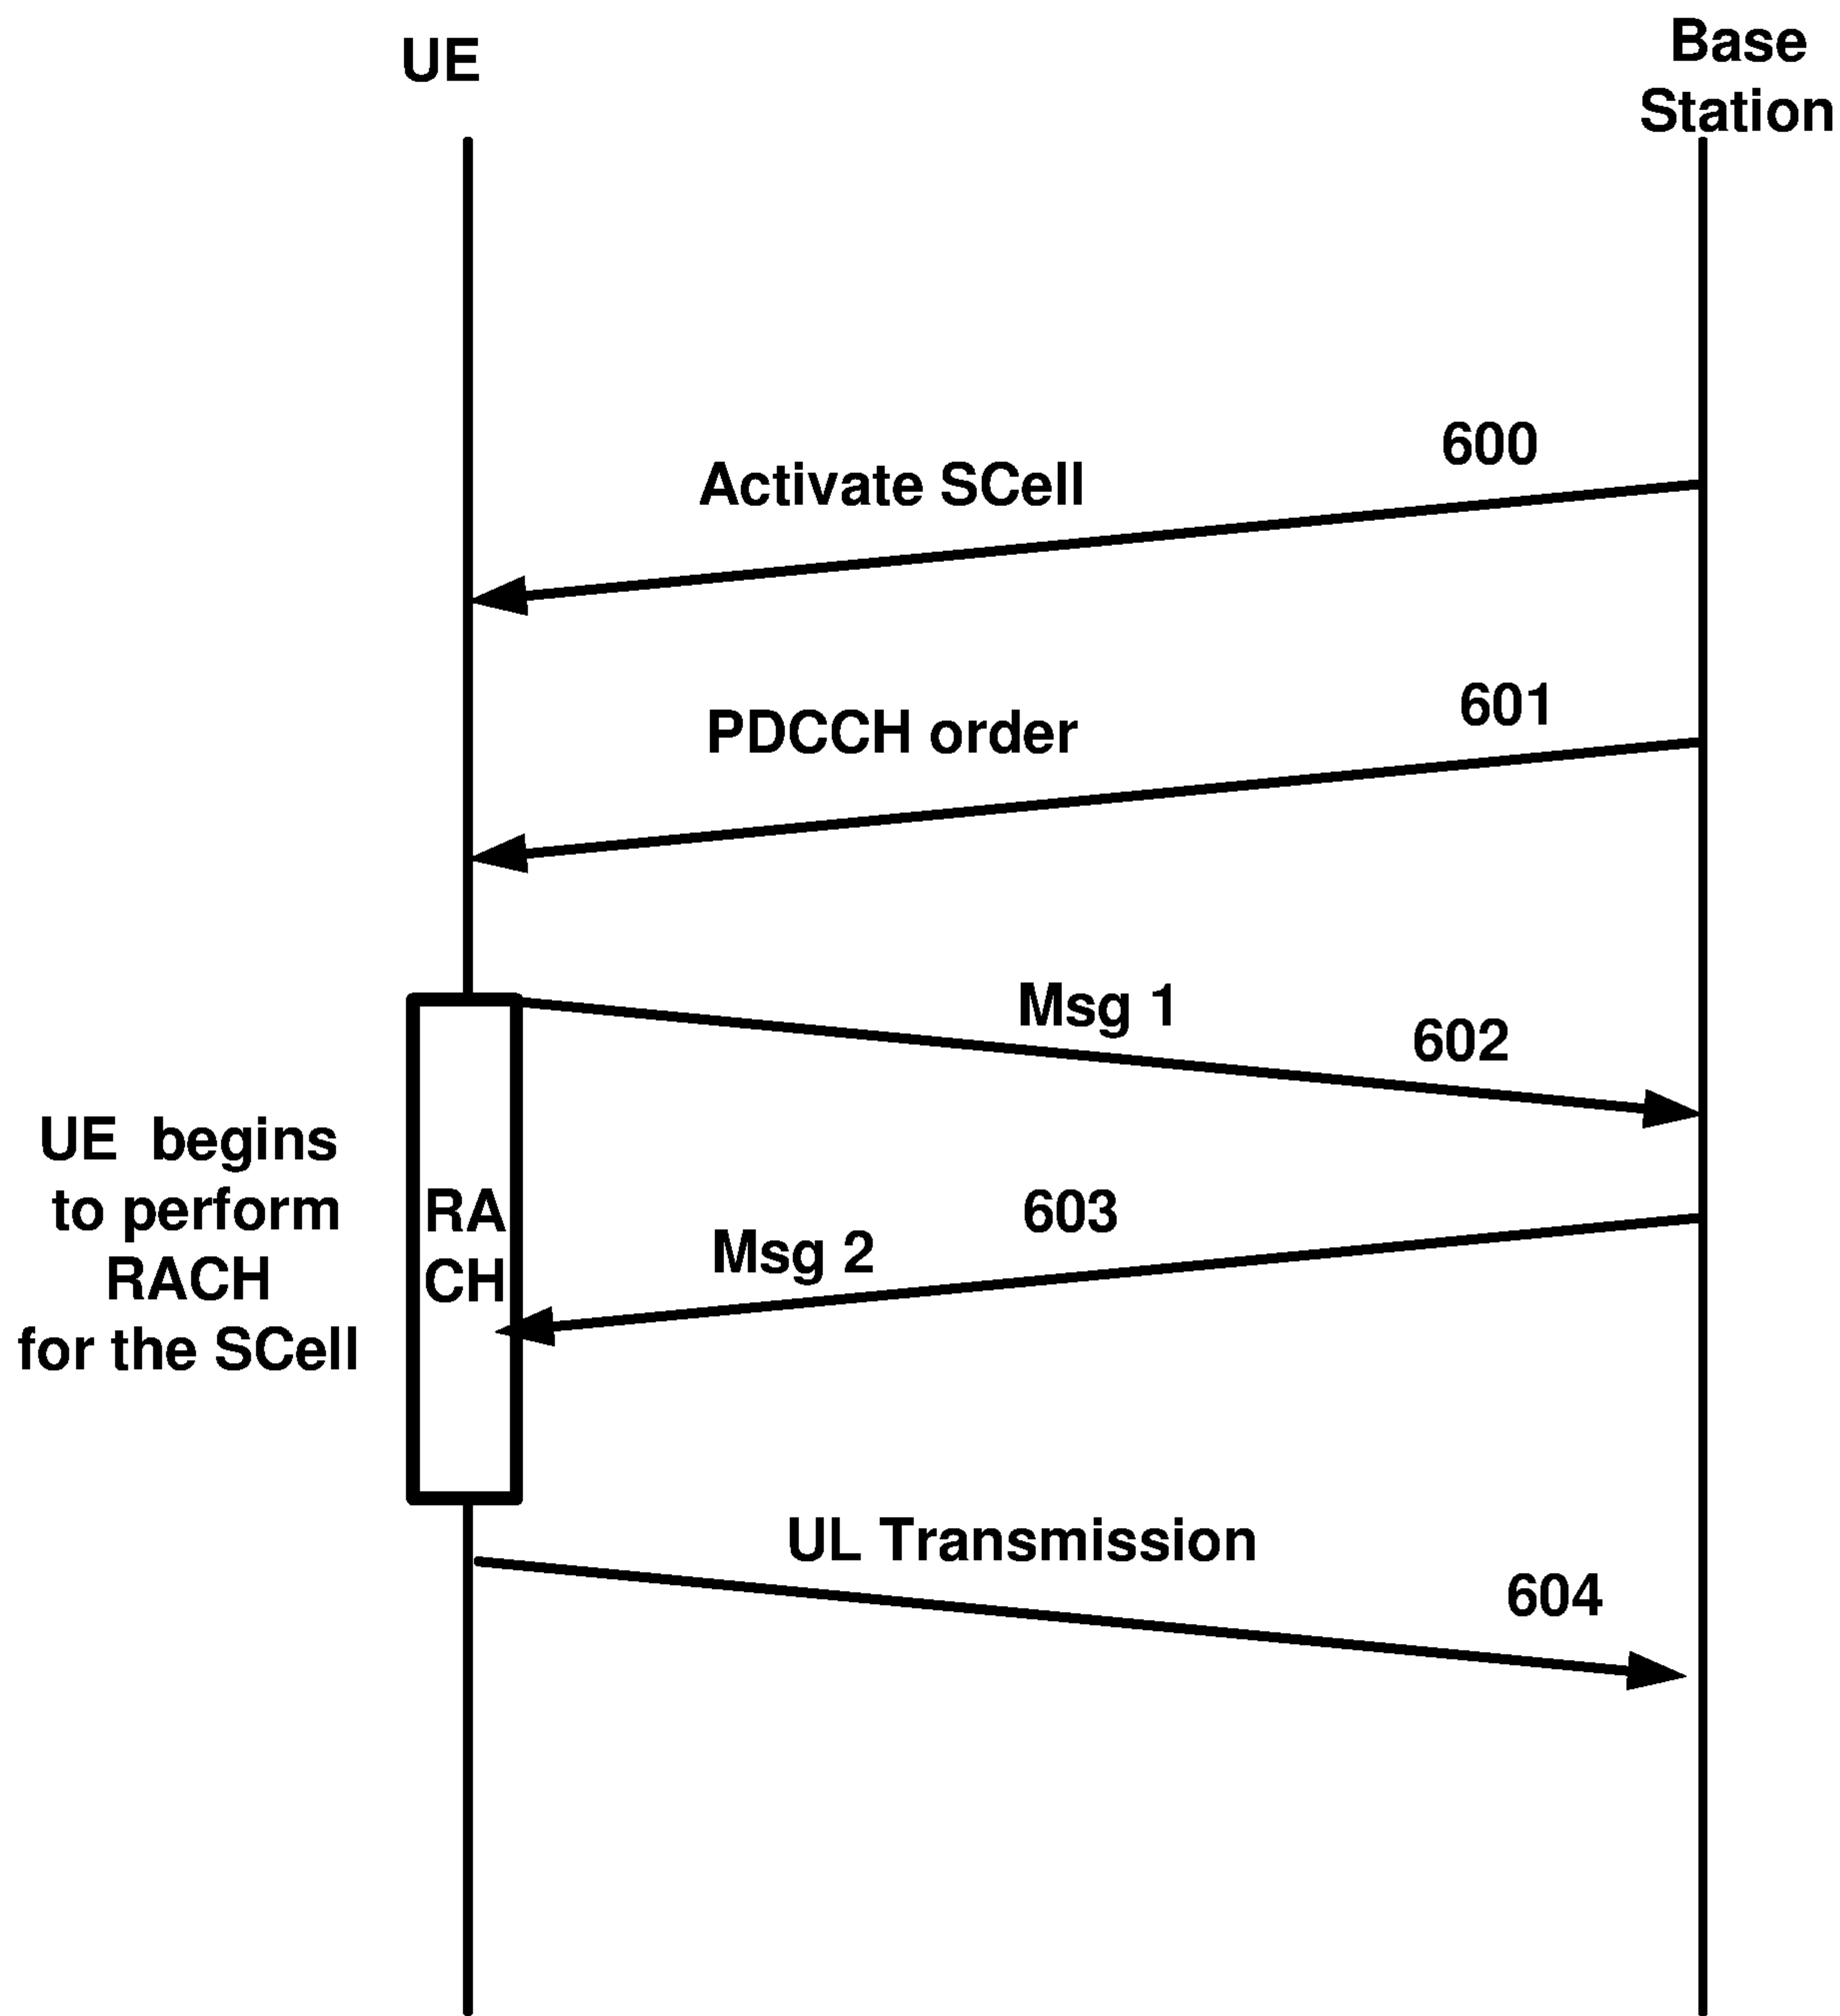 UE
Base
Station
600
Activate SCell
601
PDCCH order
Msg 1
602
UE begins
to perform
RACH
for the SCell
RA
CH
603
Msg 2
UL Transmission
604